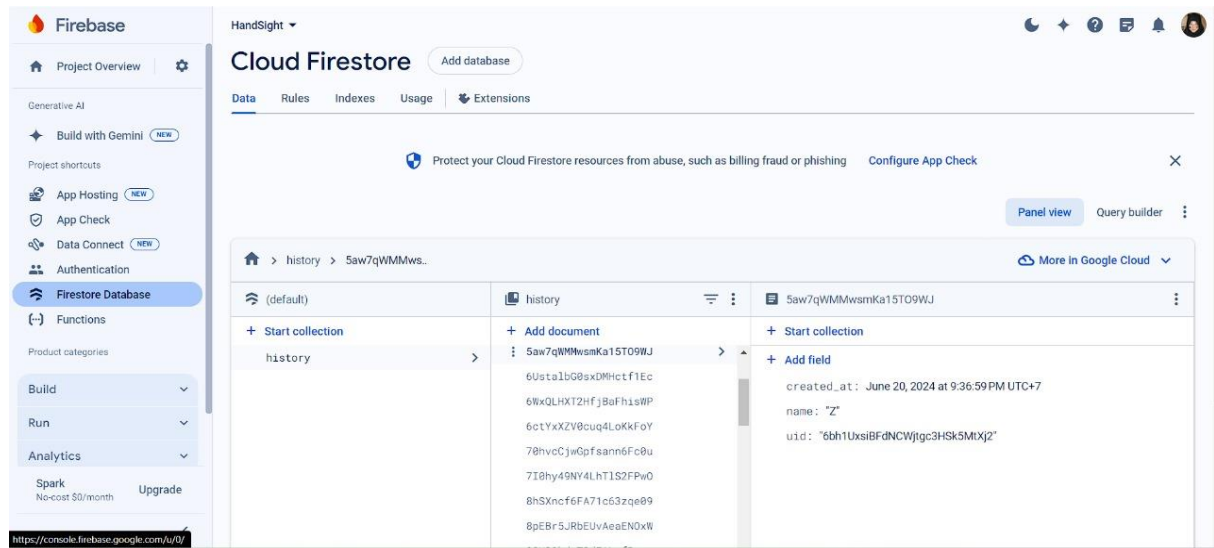 Firebase
Project Overview
Generative AI
Build with Gemini NEW
Project shortcuts
App Hosting NEW
App Check
Data Connect NEW
Authentication
Firestore Database
Functions
Product categories
Build
Run
Analytics
Spark
No-cost $0/month
Upgrade
https://console.firebase.google.com/u/0/
HandSight
Cloud Firestore Add database
Data Rules Indexes Usage Extensions
Protect your Cloud Firestore resources from abuse, such as billing fraud or phishing Configure App Check
Panel view Query builder
history > 5aw7qWMMws..
More in Google Cloud
(default)
+ Start collection
history
history
+ Add document
5aw7qWMMwsmKa15TO9WJ
6UstalbG0sxDMHctf1Ec
6WxQLHXT2HfjBaFhisWP
6ctYxXZV0cuq4LoKkFoY
70hvcCjwGpfsann6Fc0u
7I0hy49NY4LhTlS2FPwO
8hSXncf6FA71c63zqe09
8pEBr5JRbEUvAeaENOxW
5aw7qWMMwsmKa15TO9WJ
+ Start collection
+ Add field
created_at: June 20, 2024 at 9:36:59 PM UTC+7
name: "Z"
uid: "6bh1UxsiBFdNCWjtgc3HSk5MtXj2"